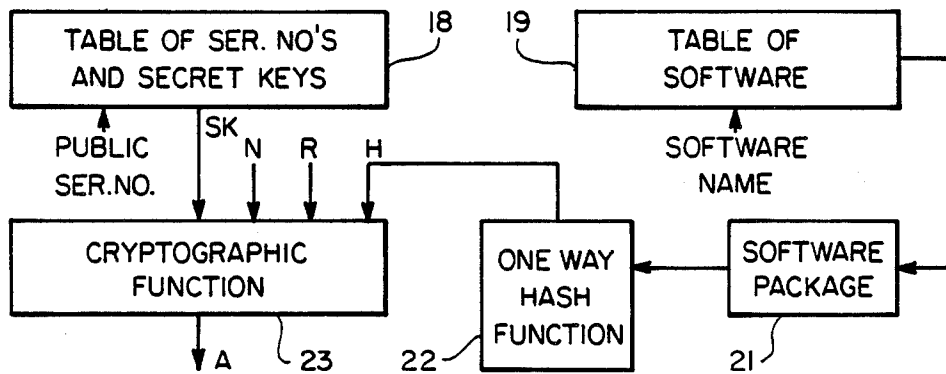 TABLE OF SER. NO'S
AND SECRET KEYS
18
19
TABLE OF
SOFTWARE
PUBLIC
SER.NO.
SK
N
R
H
SOFTWARE
NAME
CRYPTOGRAPHIC
FUNCTION
ONE WAY
HASH
FUNCTION
SOFTWARE
PACKAGE
A
23
22
21